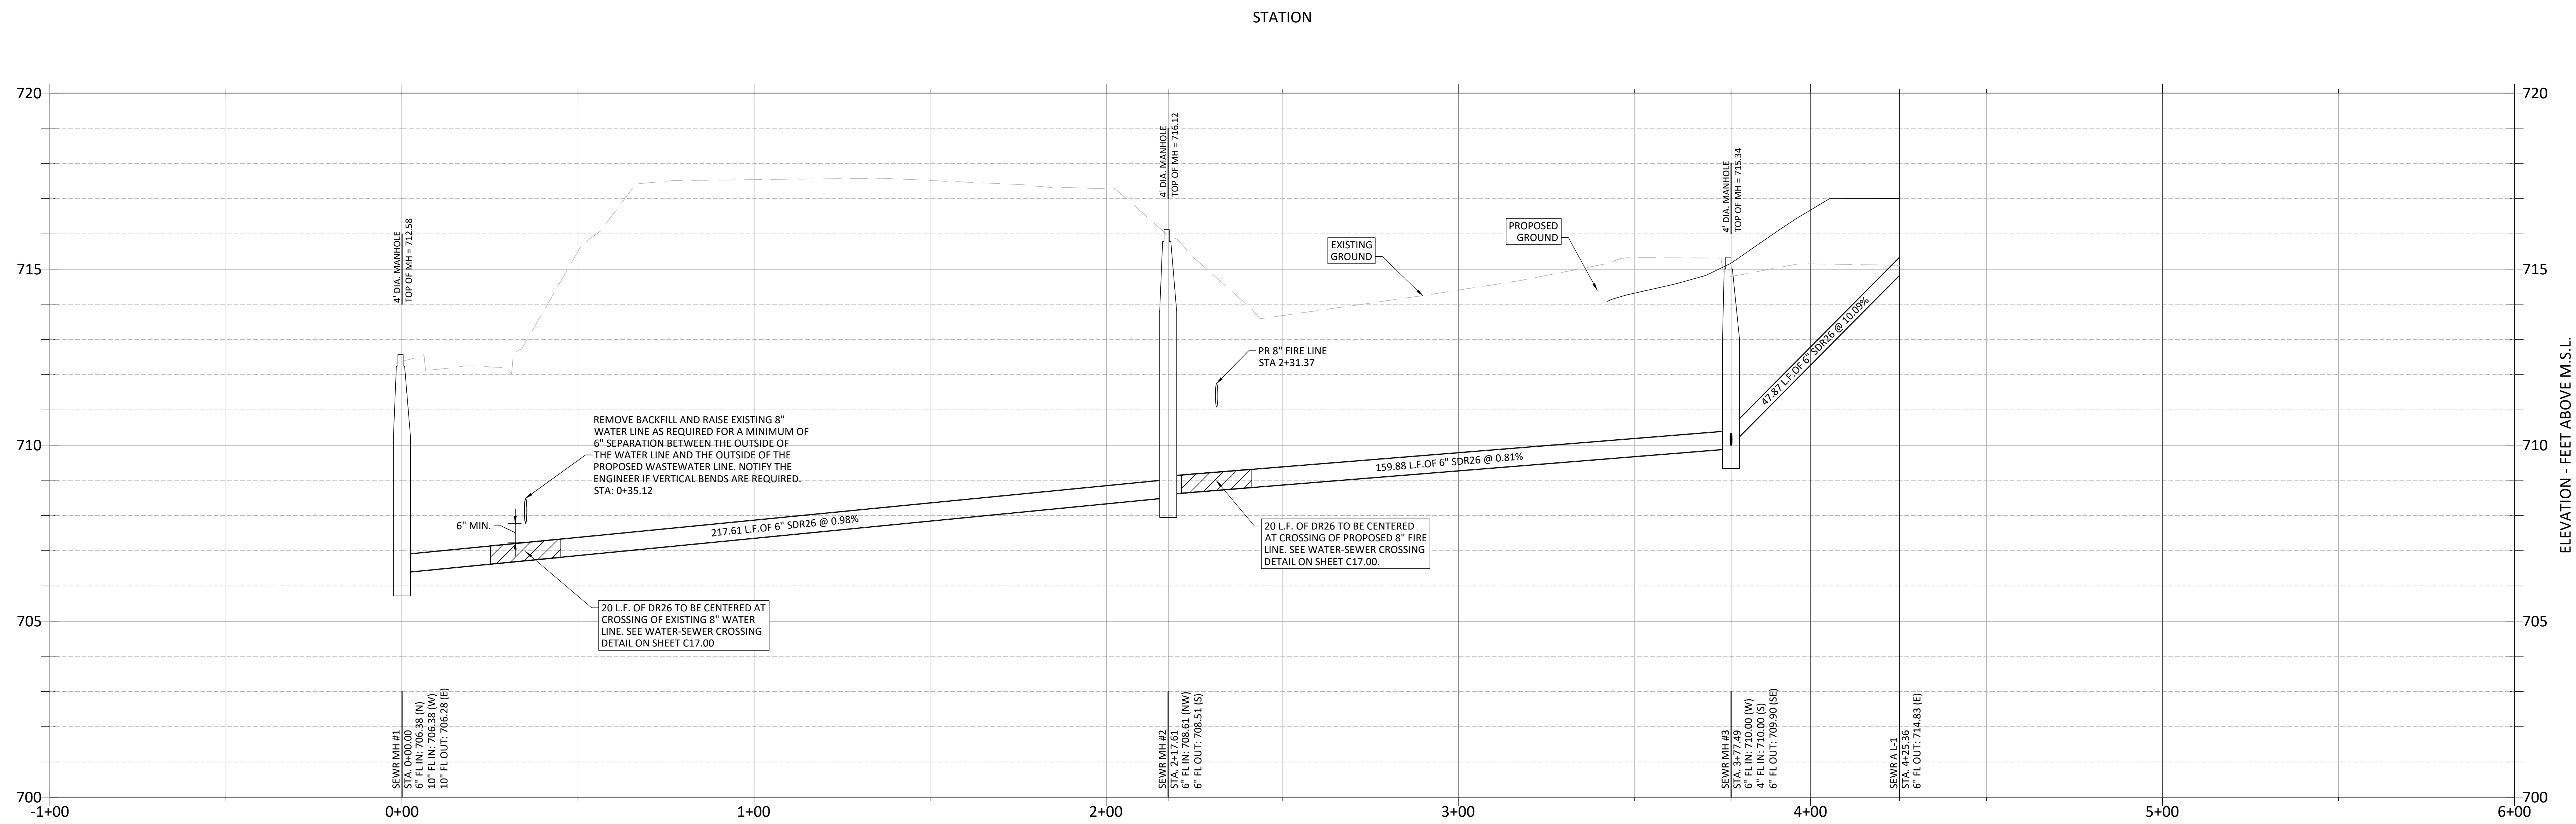 STATION
720
720
4' DIA. MANHOLE
TOP OF MH = 712.58
4' DIA. MANHOLE
TOP OF MH = 716.12
4' DIA. MANHOLE
TOP OF MH = 715.34
EXISTING
GROUND
PROPOSED
GROUND
715
715
PR 8" FIRE LINE
STA 2+31.37
REMOVE BACKFILL AND RAISE EXISTING 8"
WATER LINE AS REQUIRED FOR A MINIMUM OF
6" SEPARATION BETWEEN THE OUTSIDE OF
THE WATER LINE AND THE OUTSIDE OF THE
PROPOSED WASTEWATER LINE. NOTIFY THE
ENGINEER IF VERTICAL BENDS ARE REQUIRED.
STA: 0+35.12
6" MIN.
710
710
217.61 L.F.OF 6" SDR26 @ 0.98%
159.88 L.F.OF 6" SDR26 @ 0.81%
47.87 L.F.OF 6" SDR26 @ 10.09%
20 L.F. OF DR26 TO BE CENTERED
AT CROSSING OF PROPOSED 8" FIRE
LINE. SEE WATER-SEWER CROSSING
DETAIL ON SHEET C17.00.
20 L.F. OF DR26 TO BE CENTERED AT
CROSSING OF EXISTING 8" WATER
LINE. SEE WATER-SEWER CROSSING
DETAIL ON SHEET C17.00
705
705
ELEVATION - FEET ABOVE M.S.L.
SEWR MH #1
STA. 0+00.00
6" FL IN: 706.38 (N)
10" FL IN: 706.38 (W)
10" FL OUT: 706.28 (E)
SEWR MH #2
STA. 2+17.61
6" FL IN: 708.61 (NW)
6" FL OUT: 708.51 (S)
SEWR MH #3
STA. 3+77.49
6" FL IN: 710.00 (W)
4" FL IN: 710.00 (S)
6" FL OUT: 709.90 (SE)
SEWR A L-1
STA. 4+25.36
6" FL OUT: 714.83 (E)
700
700
-1+00
0+00
1+00
2+00
3+00
4+00
5+00
6+00